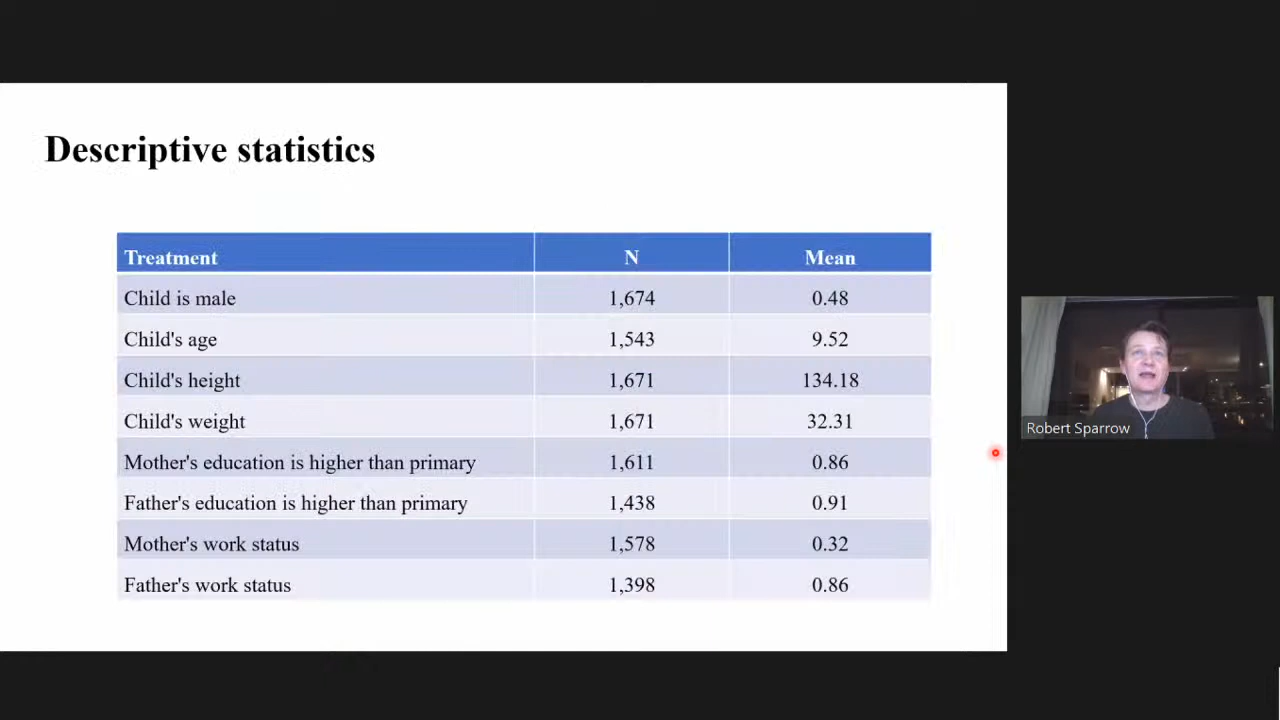 Descriptive statistics
Treatment N Mean
Child is male 1,674 0.48
Child's age 1,543 9.52
Child's height 1,671 134.18
Child's weight 1,671 32.31
Mother's education is higher than primary 1,611 0.86
Father's education is higher than primary 1,438 0.91
Mother's work status 1,578 0.32
Father's work status 1,398 0.86
Robert Sparrow